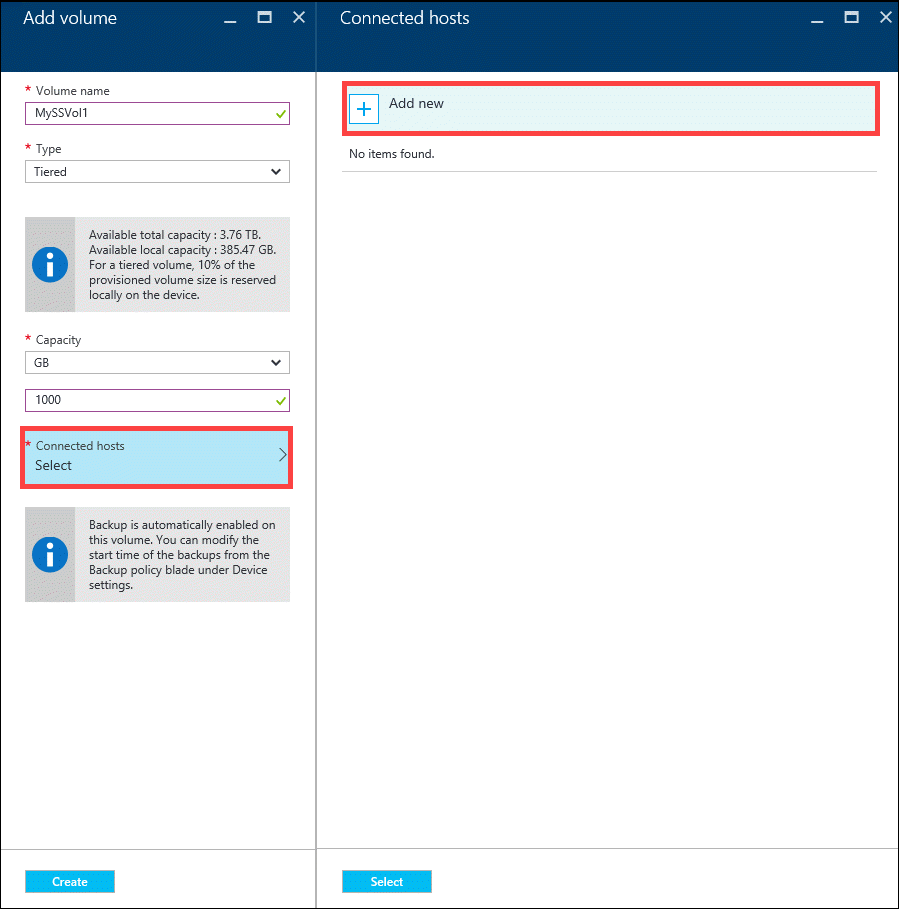 Add volume
* Volume name
MySSVol1
* Type
Tiered
Available total capacity : 3.76 TB.
Available local capacity : 385.47 GB.
For a tiered volume, 10% of the
provisioned volume size is reserved
locally on the device.
* Capacity
GB
1000
* Connected hosts
Select
Backup is automatically enabled on
this volume. You can modify the
start time of the backups from the
Backup policy blade under Device
settings.
Create
Connected hosts
Add new
No items found.
Select